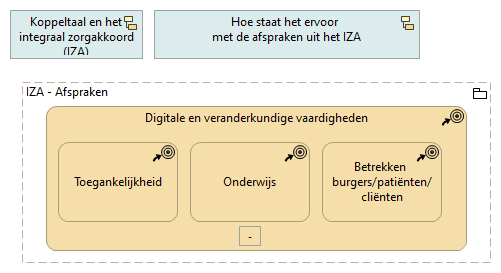 Koppeltaal en het
integraal zorgakkoord
(IZA)
Hoe staat het ervoor
met de afspraken uit het IZA
IZA - Afspraken
Digitale en veranderkundige vaardigheden
Toegankelijkheid
Onderwijs
Betrekken
burgers/patiënten/
cliënten
-